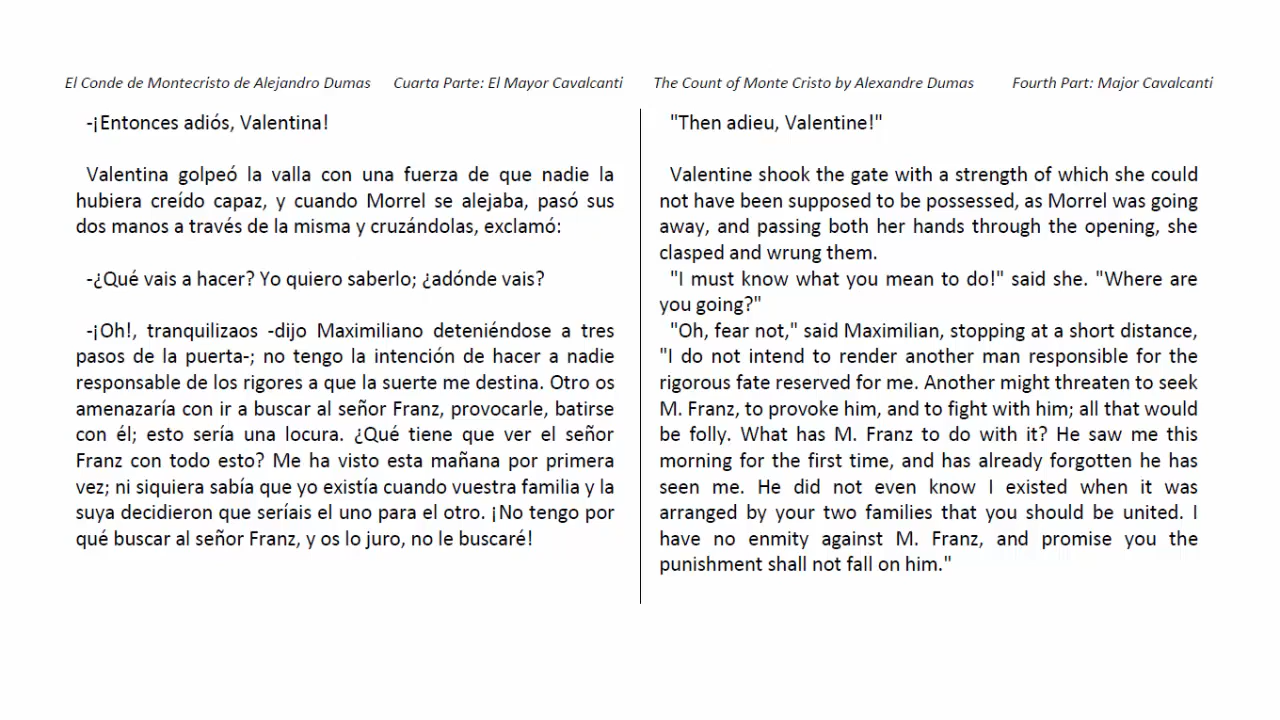 El Conde de Montecristo de Alejandro Dumas Cuarta Parte: El Mayor Cavalcanti
-¡Entonces adiós, Valentina!
Valentina golpeó la valla con una fuerza de que nadie la
hubiera creído capaz, y cuando Morrel se alejaba, pasó sus
dos manos a través de la misma y cruzándolas, exclamó:
-¿Qué vais a hacer? Yo quiero saberlo; ¿adónde vais?
-¡Oh!, tranquilizaos -dijo Maximiliano deteniéndose a tres
pasos de la puerta-; no tengo la intención de hacer a nadie
responsable de los rigores a que la suerte me destina. Otro os
amenazaría con ir a buscar al señor Franz, provocarle, batirse
con él; esto sería una locura. ¿Qué tiene que ver el señor
Franz con todo esto? Me ha visto esta mañana por primera
vez; ni siquiera sabía que yo existía cuando vuestra familia y la
suya decidieron que seríais el uno para el otro. ¡No tengo por
qué buscar al señor Franz, y os lo juro, no le buscaré!
The Count of Monte Cristo by Alexandre Dumas Fourth Part: Major Cavalcanti
"Then adieu, Valentine!"
Valentine shook the gate with a strength of which she could
not have been supposed to be possessed, as Morrel was going
away, and passing both her hands through the opening, she
clasped and wrung them.
"I must know what you mean to do!" said she. "Where are
you going?"
"Oh, fear not," said Maximilian, stopping at a short distance,
"I do not intend to render another man responsible for the
rigorous fate reserved for me. Another might threaten to seek
M. Franz, to provoke him, and to fight with him; all that would
be folly. What has M. Franz to do with it? He saw me this
morning for the first time, and has already forgotten he has
seen me. He did not even know I existed when it was
arranged by your two families that you should be united. I
have no enmity against M. Franz, and promise you the
punishment shall not fall on him."